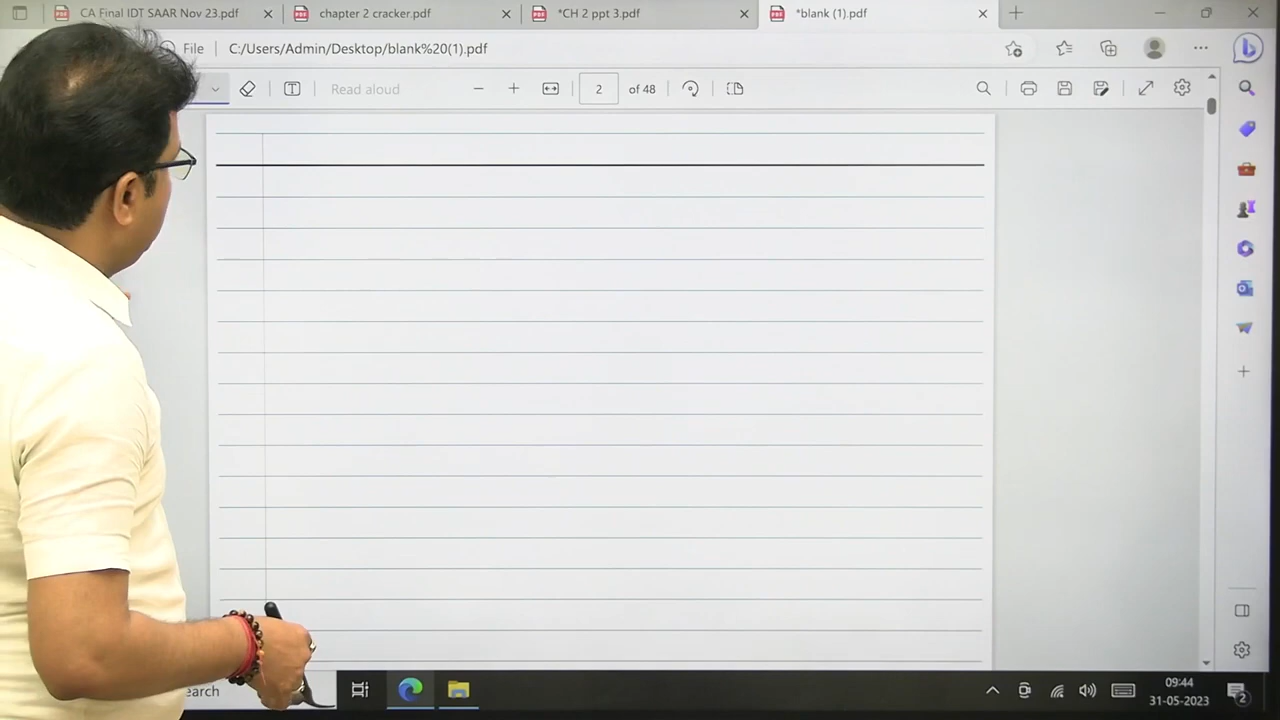 CA Final IDT SAAR Nov 23.pdf
chapter 2 cracker.pdf
*CH 2 ppt 3.pdf
*blank (1).pdf
File
C:/Users/Admin/Desktop/blank%20(1).pdf
Read aloud
2 of 48
earch
09:44
31-05-2023
2